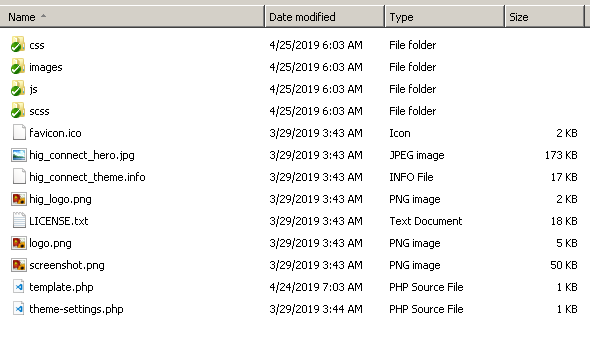 Name Date modified Type Size
css 4/25/2019 6:03 AM File folder
images 4/25/2019 6:03 AM File folder
js 4/25/2019 6:03 AM File folder
scss 4/25/2019 6:03 AM File folder
favicon.ico 3/29/2019 3:43 AM Icon 2 KB
hig_connect_hero.jpg 3/29/2019 3:43 AM JPEG image 173 KB
hig_connect_theme.info 3/29/2019 3:43 AM INFO File 17 KB
hig_logo.png 3/29/2019 3:43 AM PNG image 2 KB
LICENSE.txt 3/29/2019 3:43 AM Text Document 18 KB
logo.png 3/29/2019 3:43 AM PNG image 5 KB
screenshot.png 3/29/2019 3:43 AM PNG image 50 KB
template.php 4/24/2019 7:03 AM PHP Source File 1 KB
theme-settings.php 3/29/2019 3:44 AM PHP Source File 1 KB